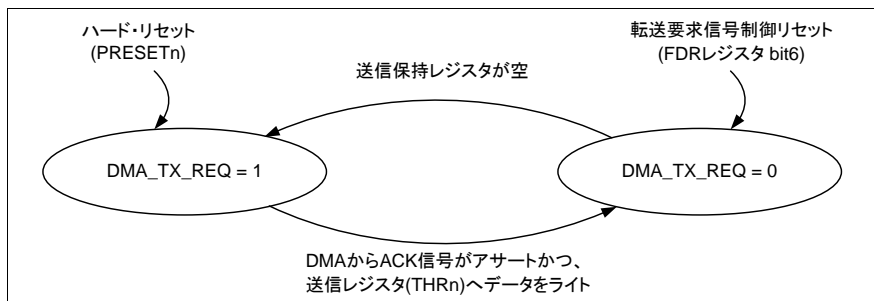 ハード・リセット
(PRESETn)
転送要求信号制御リセット
(FDRレジスタ bit6)
送信保持レジスタが空
DMA_TX_REQ = 1
DMA_TX_REQ = 0
DMAからACK信号がアサートかつ、
送信レジスタ(THRn)へデータをライト